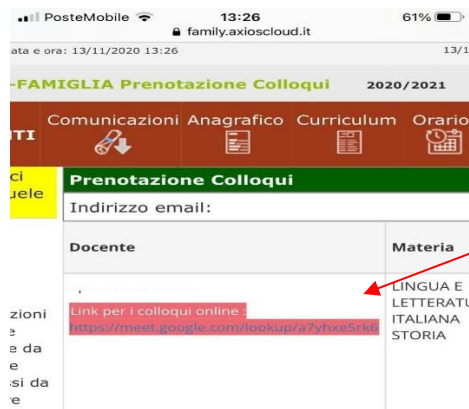 PosteMobile 13:26 61%
family.axioscloud.it
ata e ora: 13/11/2020 13:26 13/1
-FAMIGLIA Prenotazione Colloqui 2020/2021
NTI Comunicazioni Anagrafico Curriculum Orario
ci
uele
Prenotazione Colloqui
Indirizzo email:
Docente Materia
Link per i colloqui online :
https://meet.google.com/lookup/a7yhxe5rk6
LINGUA E
LETTERATU
ITALIANA
STORIA
zioni
e
e da
e
si da
re